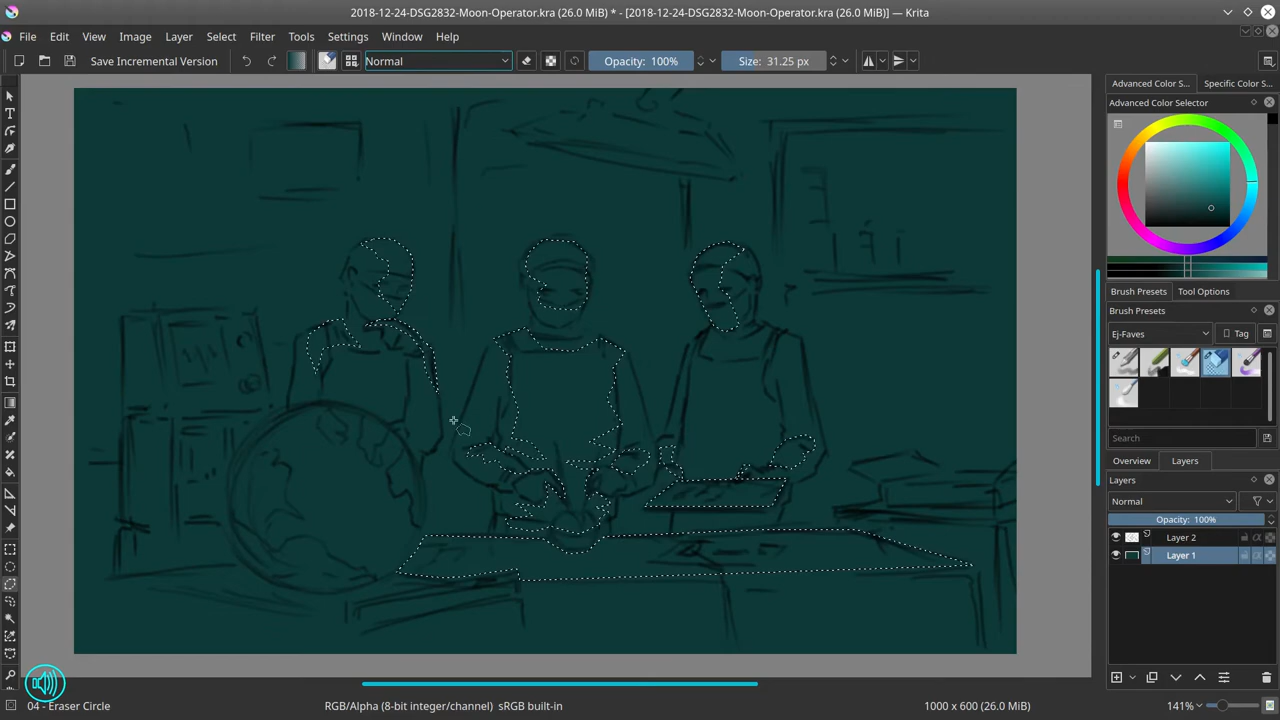 2018-12-24-DSG2832-Moon-Operator.kra (26.0 MiB) * - [2018-12-24-DSG2832-Moon-Operator.kra (26.0 MiB)] — Krita
File Edit View Image Layer Select Filter Tools Settings Window Help
Save Incremental Version Normal Opacity: 100% Size: 31.25 px
Advanced Color S... Specific Color S...
Advanced Color Selector
Brush Presets Tool Options
Brush Presets
Ej-Faves Tag
Search
Overview Layers
Layers
Normal
Opacity: 100%
Layer 2
Layer 1
04 - Eraser Circle RGB/Alpha (8-bit integer/channel) sRGB built-in 1000 x 600 (26.0 MiB) 141%